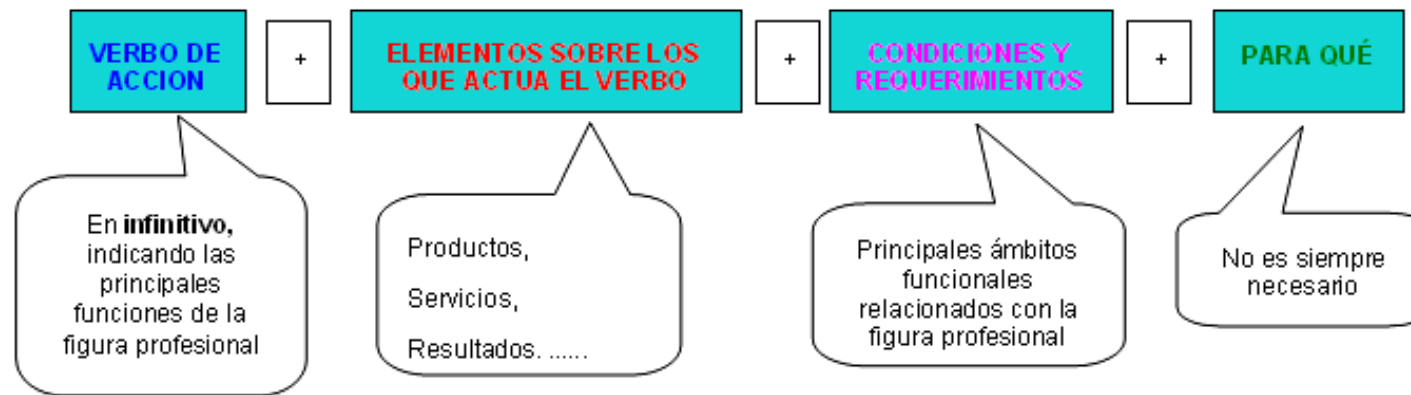 VERBO DE
ACCION
+
ELEMENTOS SOBRE LOS
QUE ACTUA EL VERBO
+
CONDICIONES Y
REQUERIMIENTOS
+
PARA QUÉ
En infinitivo,
indicando las
principales
funciones de la
figura profesional
Productos,
Servicios,
Resultados. ......
Principales ámbitos
funcionales
relacionados con la
figura profesional
No es siempre
necesario